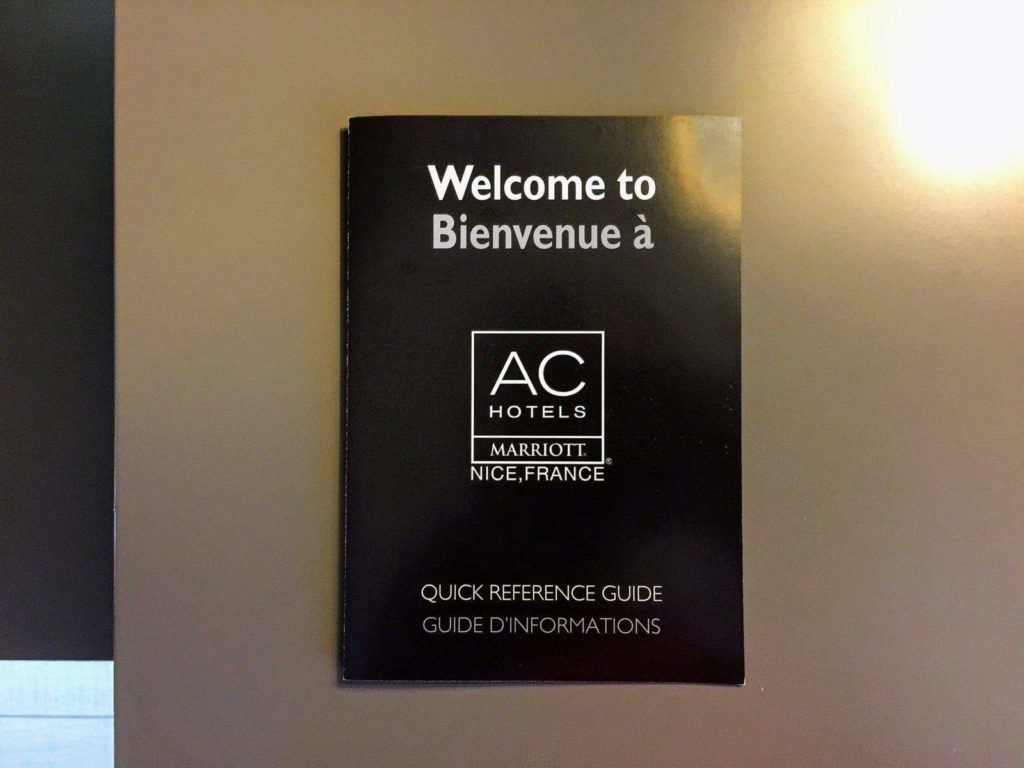 Welcome to
Bienvenue à
AC
HOTELS
MARRIOTT®
NICE,FRANCE
QUICK REFERENCE GUIDE
GUIDE D'INFORMATIONS